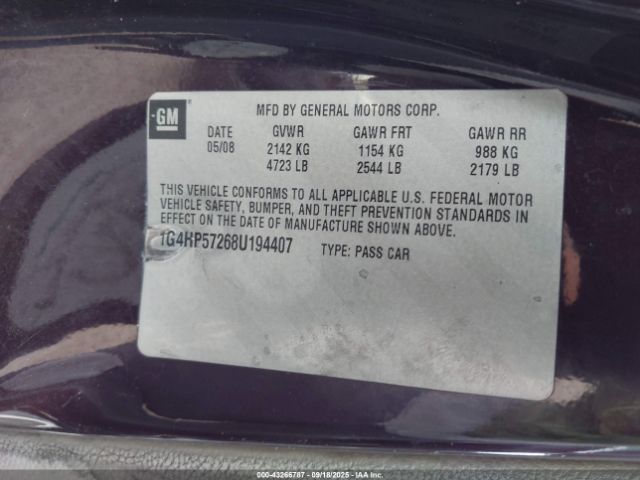 GM
MFD BY GENERAL MOTORS CORP.
DATE GVWR GAWR FRT GAWR RR
05/08 2142 KG 1154 KG 988 KG
4723 LB 2544 LB 2179 LB
THIS VEHICLE CONFORMS TO ALL APPLICABLE U.S. FEDERAL MOTOR
VEHICLE SAFETY, BUMPER, AND THEFT PREVENTION STANDARDS IN
EFFECT ON THE DATE OF MANUFACTURE SHOWN ABOVE.
1G4HP57268U194407 TYPE: PASS CAR
000-43266787 - 09/18/2025 - © IAA Inc.